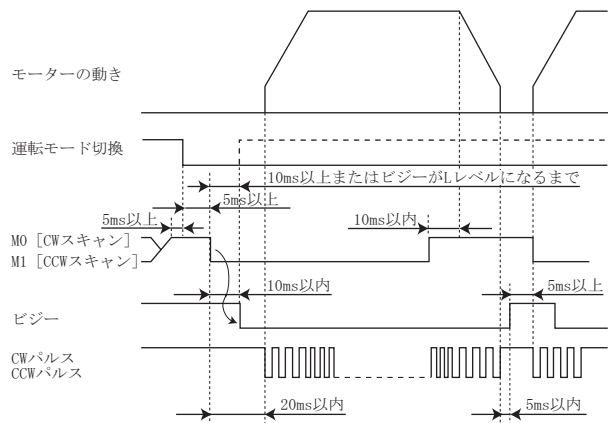 モーターの動き
運転モード切換
10ms以上またはビジーがLレベルになるまで
5ms以上
5ms以上
10ms以内
M0 [CWスキャン]
M1 [CCWスキャン]
10ms以内
5ms以上
ビジー
CWパルス
CCWパルス
20ms以内
5ms以内